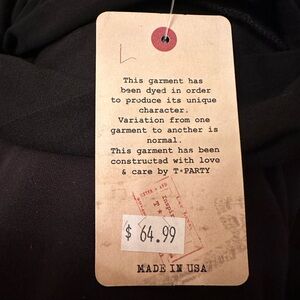 This garment has
been dyed in order
to produce its unique
character.
Variation from one
garment to another is
normal.
This garment has been
constructed with love
& care by T*PARTY
$ 64.99
MADE IN USA